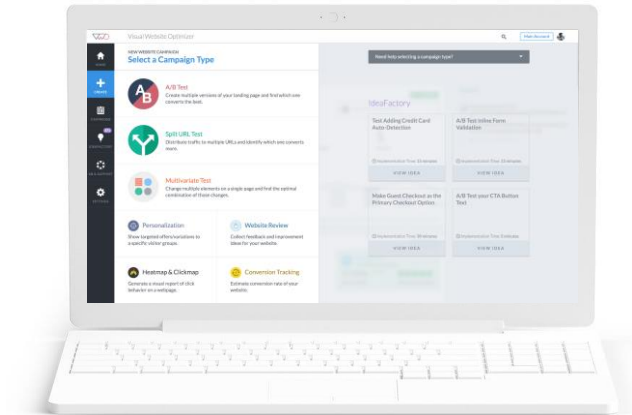 Visual Website Optimizer
Main Account
NEW WEBSITE CAMPAIGN
Select a Campaign Type
Need help selecting a campaign type?
HOME
CREATE
A/B Test
Create multiple versions of your landing page and find which one
converts the best.
Split URL Test
Distribute traffic to multiple URLs and identify which one converts
more.
Multivariate Test
Change multiple elements on a single page and find the optimal
combination of those changes.
Personalization
Show targeted offers/variations to
a specific visitor groups.
Website Review
Collect feedback and improvement
ideas for your website.
Heatmap & Clickmap
Generate a visual report of click
behavior on a webpage.
Conversion Tracking
Estimate conversion rate of your
website.
SETTINGS
IdeaFactory
Test Adding Credit Card
Auto-Detection
VIEW IDEA
A/B Test Inline Form
Validation
VIEW IDEA
Make Guest Checkout as the
Primary Checkout Option
VIEW IDEA
A/B Test your CTA Button
Text
VIEW IDEA